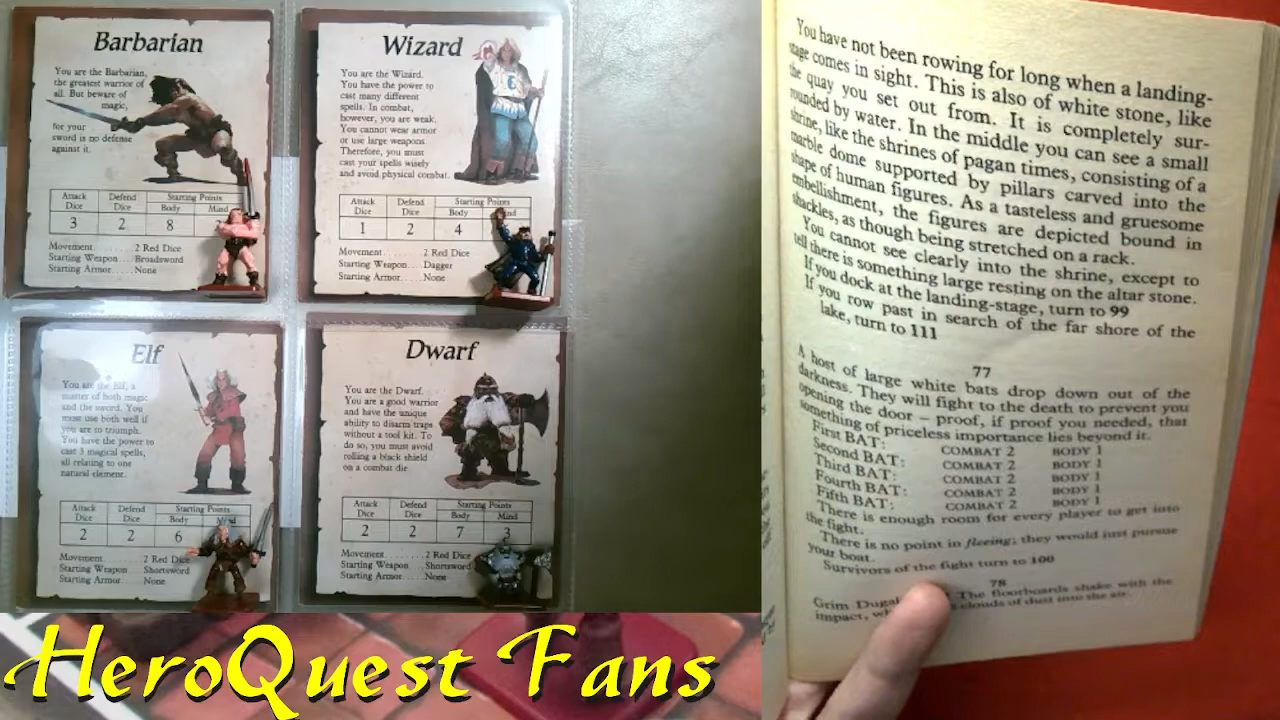 Barbarian
You are the Barbarian,
the greatest warrior of
all. But beware of
magic,
for your
sword is no defense
against it.
Attack Dice
Defend Dice
Starting Points
Body
Mind
3
2
8
Movement ........ 2 Red Dice
Starting Weapon ... Broadsword
Starting Armor ..... None
Wizard
You are the Wizard.
You have the power to
cast many different
spells. In combat,
however, you are weak.
You cannot wear armor
or use large weapons.
Therefore, you must
cast your spells wisely
and avoid physical combat.
Attack Dice
Defend Dice
Starting Points
Body
1
2
4
Movement ........ 2 Red Dice
Starting Weapon .... Dagger
Starting Armor ..... None
Elf
You are the Elf, a
master of both magic
and the sword. You
must use both well if
you are to triumph.
You have the power to
cast 3 magical spells,
all relating to one
natural element.
Attack Dice
Defend Dice
Starting Points
Body
Mind
2
2
6
Movement ........ 2 Red Dice
Starting Weapon Shortsword
Starting Armor None
Dwarf
You are the Dwarf.
You are a good warrior
and have the unique
ability to disarm traps
without a tool kit. To
do so, you must avoid
rolling a black shield
on a combat die
Attack Dice
Defend Dice
Starting Points
Body
Mind
2
2
7
3
Movement ........ 2 Red Dice
Starting Weapon Shortsword
Starting Armor None
HeroQuest Fans
You have not been rowing for long when a landing-
stage comes in sight. This is also of white stone, like
the quay you set out from. It is completely sur-
rounded by water. In the middle you can see a small
shrine, like the shrines of pagan times, consisting of a
marble dome supported by pillars carved into the
shape of human figures. As a tasteless and gruesome
embellishment, the figures are depicted bound in
shackles, as though being stretched on a rack.
You cannot see clearly into the shrine, except to
tell there is something large resting on the altar stone.
If you dock at the landing-stage, turn to 99
If you row past in search of the far shore of the
lake, turn to 111
77
A host of large white bats drop down out of the
darkness. They will fight to the death to prevent you
opening the door – proof, if proof you needed, that
something of priceless importance lies beyond it.
First BAT: COMBAT 2 BODY 1
Second BAT: COMBAT 2 BODY 1
Third BAT: COMBAT 2 BODY 1
Fourth BAT: COMBAT 2 BODY 1
Fifth BAT: COMBAT 2 BODY 1
There is enough room for every player to get into
the fight.
There is no point in fleeing; they would just pursue
your boat.
Survivors of the fight turn to 100
78
Grim The floorboards shake with the
impact, clouds of dust into the air.